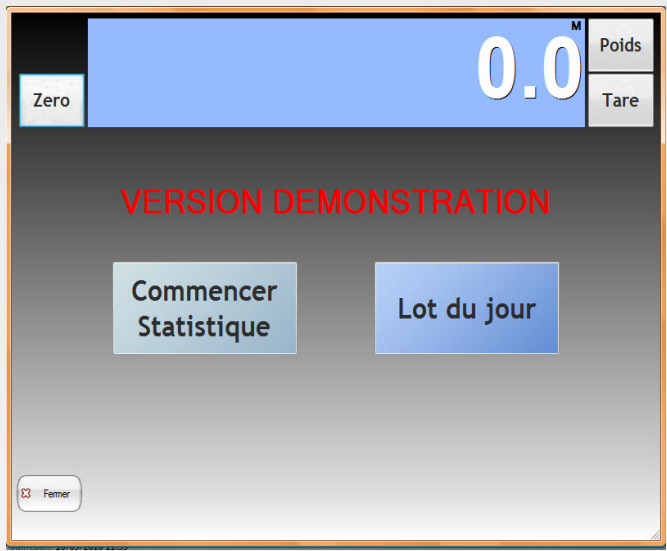 M
0.0
Poids
Zero
Tare
VERSION DEMONSTRATION
Commencer
Statistique
Lot du jour
Fermer